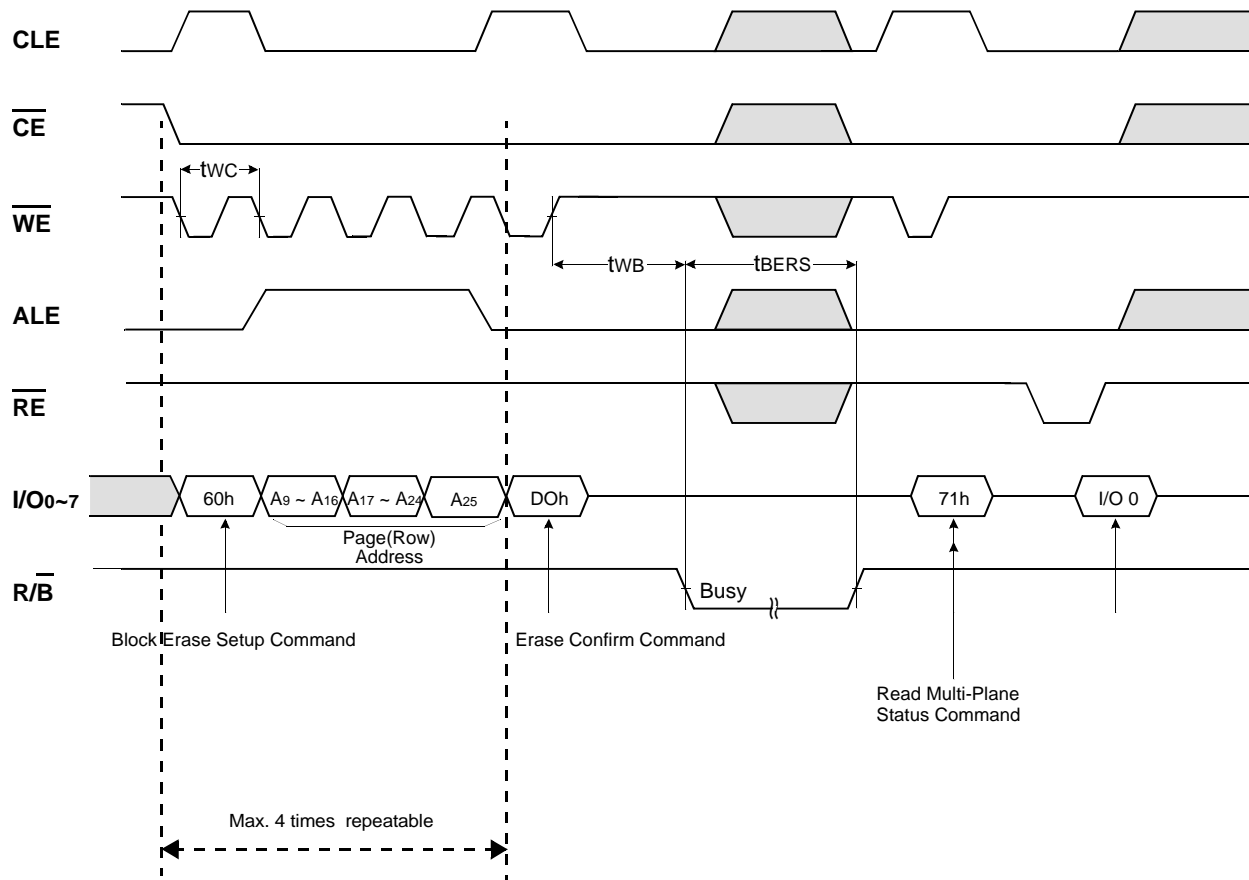 CLE
CE
tWC
WE
tWB
tBERS
ALE
RE
I/O0~7
60h
A9 ~ A16
A17 ~ A24
A25
DOh
71h
I/O 0
Page(Row)
Address
R/B
Busy
Block Erase Setup Command
Erase Confirm Command
Read Multi-Plane
Status Command
Max. 4 times repeatable